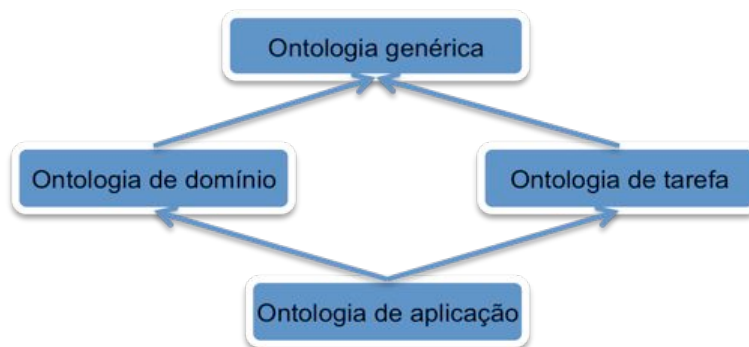 Ontologia genérica
Ontologia de domínio
Ontologia de tarefa
Ontologia de aplicação